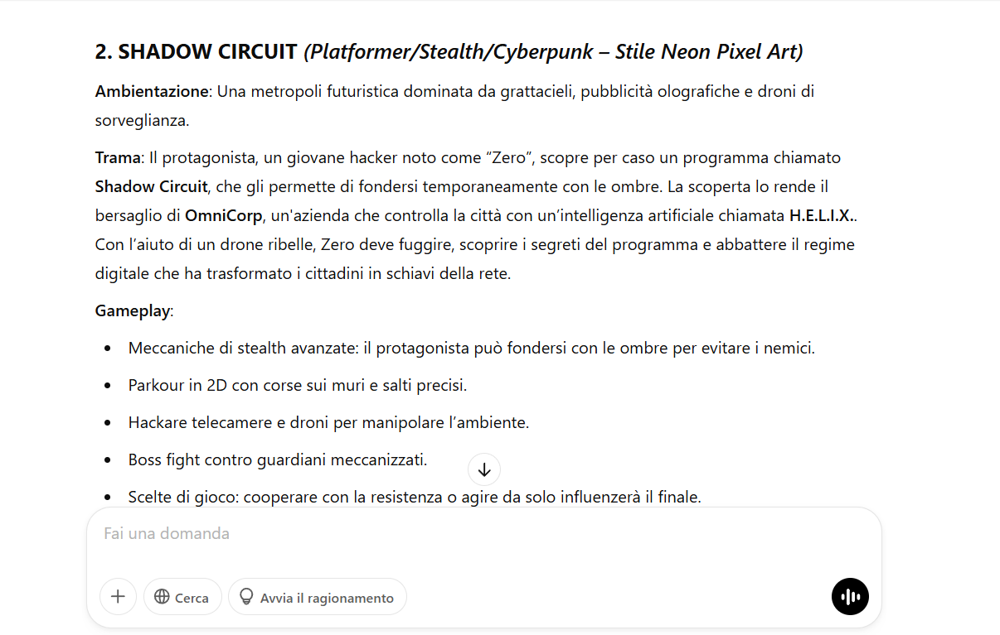 2. SHADOW CIRCUIT (Platformer/Stealth/Cyberpunk – Stile Neon Pixel Art)
Ambientazione: Una metropoli futuristica dominata da grattacieli, pubblicità olografiche e droni di
sorveglianza.
Trama: Il protagonista, un giovane hacker noto come “Zero”, scopre per caso un programma chiamato
Shadow Circuit, che gli permette di fondersi temporaneamente con le ombre. La scoperta lo rende il
bersaglio di OmniCorp, un'azienda che controlla la città con un’intelligenza artificiale chiamata H.E.L.I.X..
Con l’aiuto di un drone ribelle, Zero deve fuggire, scoprire i segreti del programma e abbattere il regime
digitale che ha trasformato i cittadini in schiavi della rete.
Gameplay:
• Meccaniche di stealth avanzate: il protagonista può fondersi con le ombre per evitare i nemici.
• Parkour in 2D con corse sui muri e salti precisi.
• Hackare telecamere e droni per manipolare l’ambiente.
• Boss fight contro guardiani meccanizzati.
• Scelte di gioco: cooperare con la resistenza o agire da solo influenzerà il finale.
Fai una domanda
Cerca Avvia il ragionamento